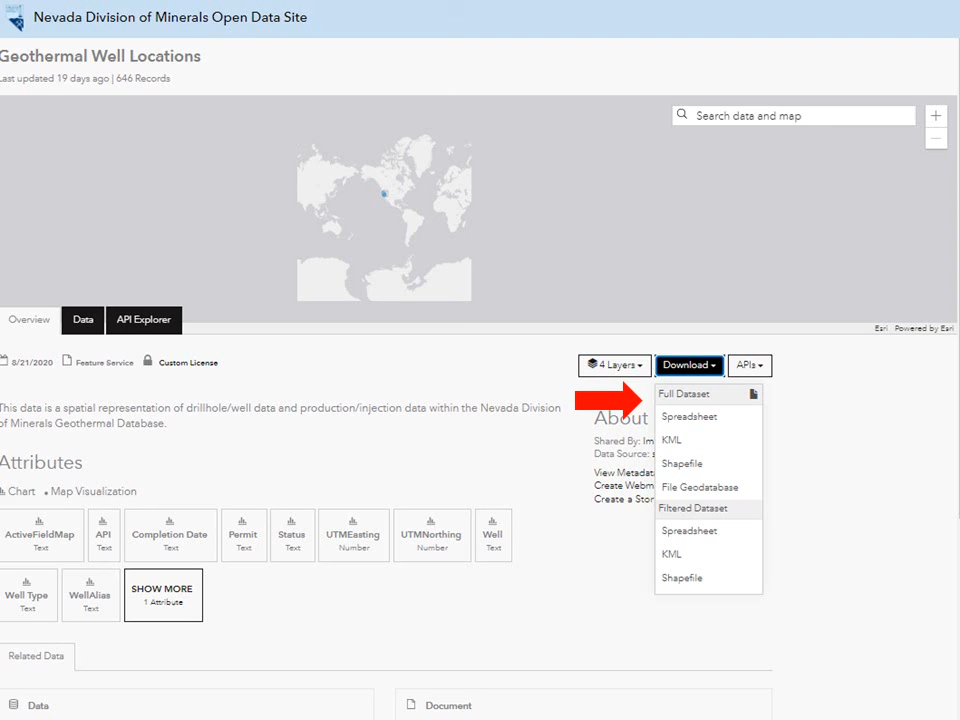 Nevada Division of Minerals Open Data Site
Geothermal Well Locations
Last updated 19 days ago | 646 Records
Search data and map
Overview
Data
API Explorer
Esri
Powered by Esri
8/21/2020
Feature Service
Custom License
4 Layers
Download
APIs
This data is a spatial representation of drillhole/well data and production/injection data within the Nevada Division
of Minerals Geothermal Database.
Full Dataset
Spreadsheet
KML
Shapefile
File Geodatabase
Filtered Dataset
Spreadsheet
KML
Shapefile
About
Shared By: Im
Data Source: s
View Metadat
Create Webm
Create a Stor
Attributes
Chart
Map Visualization
ActiveFieldMap
Text
API
Text
Completion Date
Text
Permit
Text
Status
Text
UTMEasting
Number
UTMNorthing
Number
Well
Text
Well Type
Text
WellAlias
Text
SHOW MORE
1 Attribute
Related Data
Data
Document